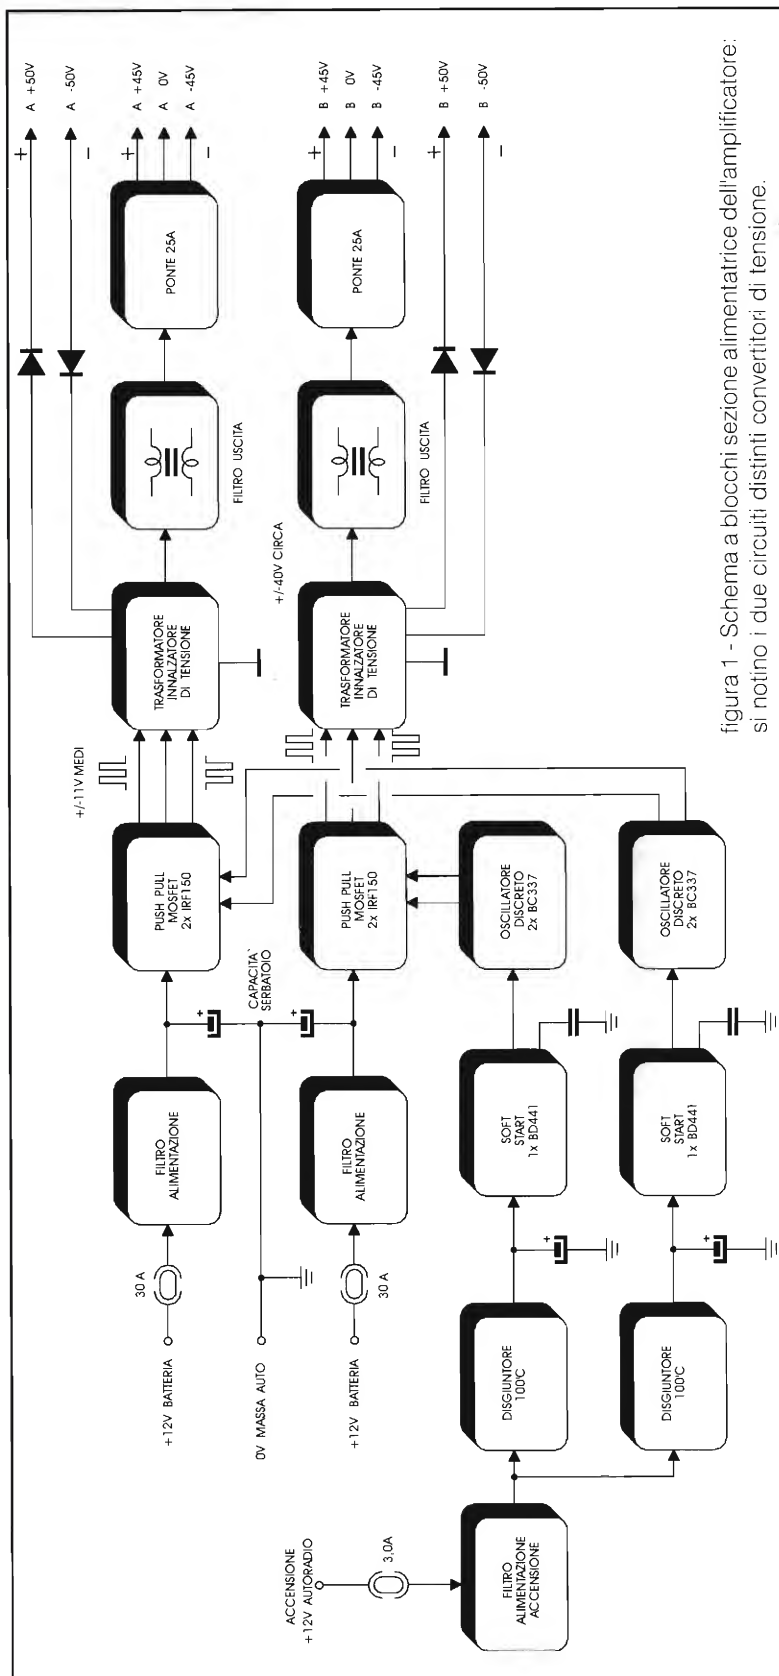 A +50V
A -50V
A +45V
A 0V
A -45V
B +45V
B 0V
B -45V
B +50V
B -50V
+
-
+
-
+
-
+
-
PONTE 25A
PONTE 25A
FILTRO USCITA
FILTRO USCITA
+/-40V CIRCA
TRASFORMATORE
INNALZATORE
DI TENSIONE
TRASFORMATORE
INNALZATORE
DI TENSIONE
+/-11V MEDI
PUSH PULL
MOSFET
2x IRF150
PUSH PULL
MOSFET
2x IRF150
OSCILLATORE
DISCRETO
2x BC337
OSCILLATORE
DISCRETO
2x BC337
CAPACITA'
SERBATOIO
+
+
FILTRO
ALIMENTAZIONE
FILTRO
ALIMENTAZIONE
SOFT
START
1x BD441
SOFT
START
1x BD441
30 A
30 A
+
+
+12V BATTERIA
0V MASSA AUTO
+12V BATTERIA
DISGIUNTORE
100°C
DISGIUNTORE
100°C
ACCENSIONE
+12V AUTORADIO
3,0A
FILTRO
ALIMENTAZIONE
ACCENSIONE
figura 1 - Schema a blocchi sezione alimentatrice dell'amplificatore:
si notino i due circuiti distinti convertitori di tensione.